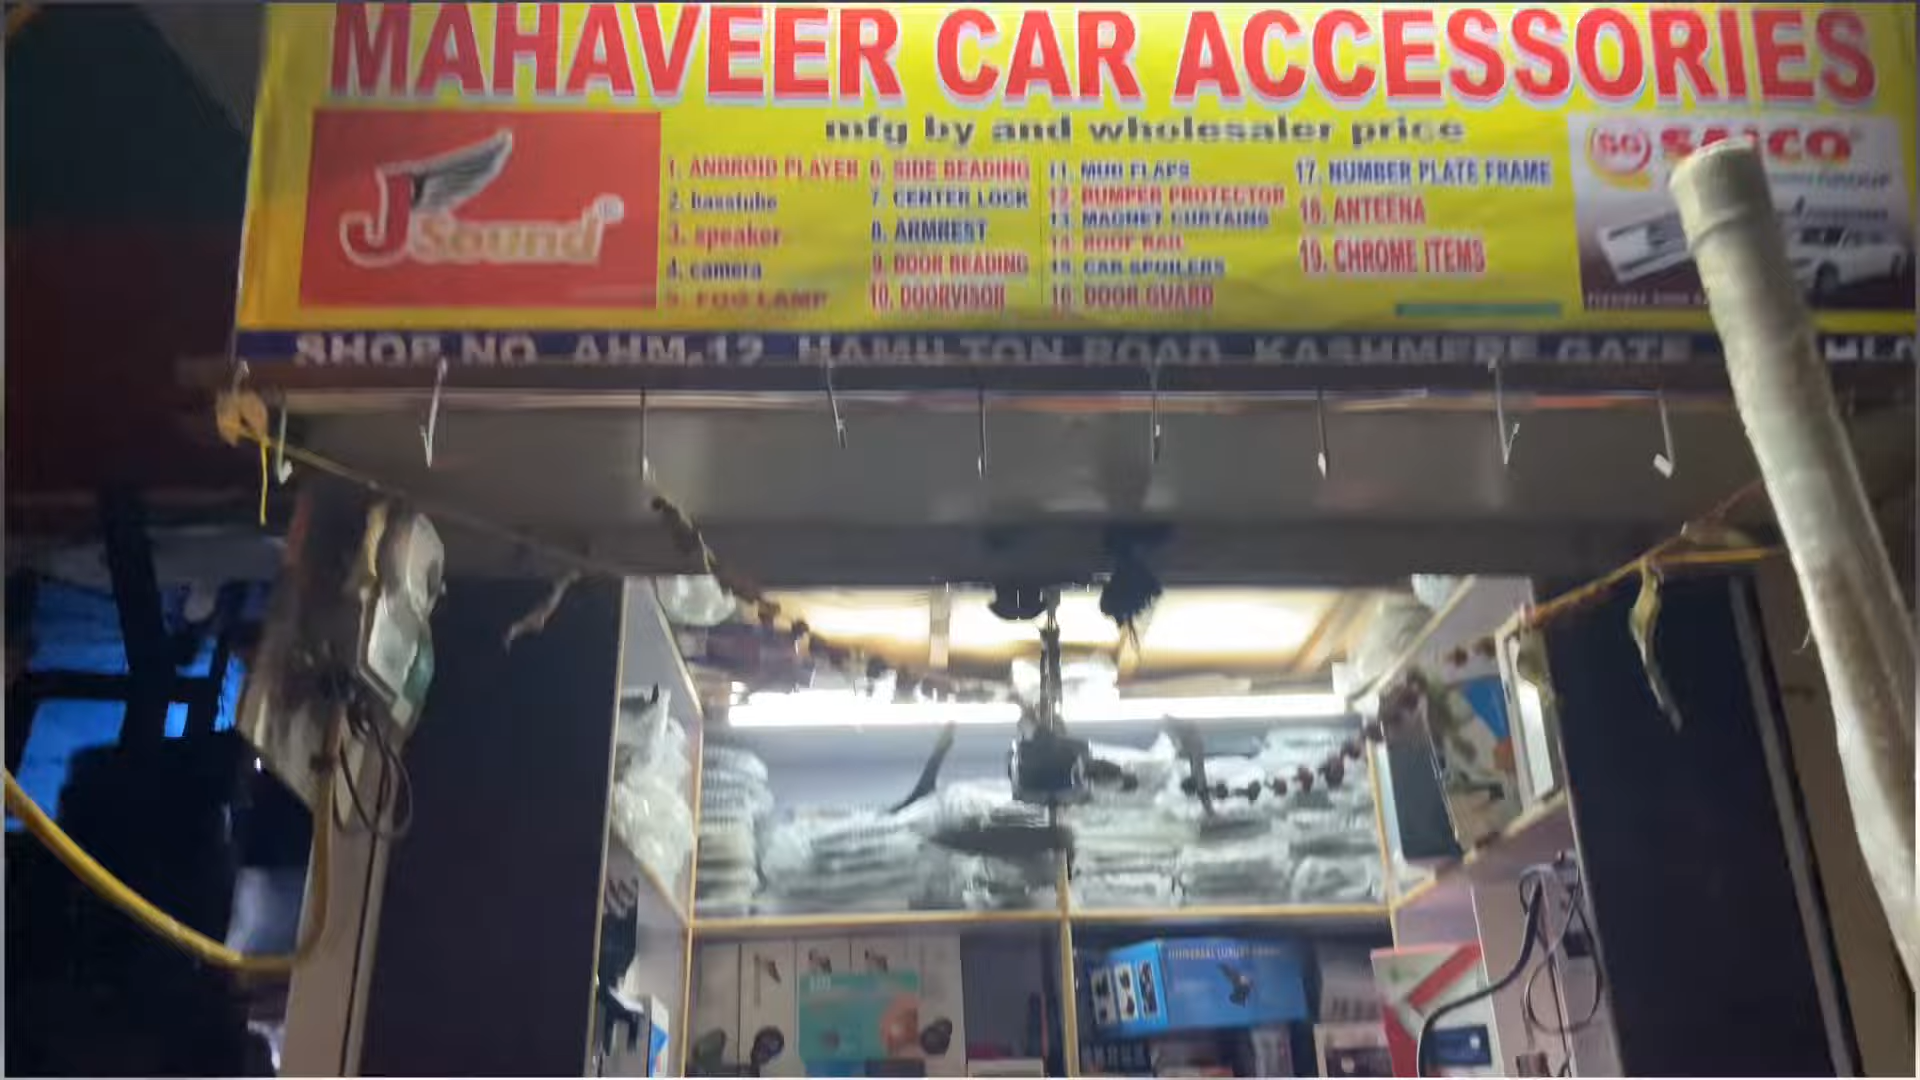 MAHAVEER CAR ACCESSORIES
mfg by and wholesaler price
J Sound
1. ANDROID PLAYER
2. basstube
3. speaker
4. camera
5. FOG LAMP
6. SIDE BEADING
7. CENTER LOCK
8. ARMREST
9. DOOR BEADING
10. DOORVISOR
11. MUD FLAPS
12. BUMPER PROTECTOR
13. MAGNET CURTAINS
14. ROOF RAIL
15. CAR SPOILERS
16. DOOR GUARD
17. NUMBER PLATE FRAME
18. ANTEENA
19. CHROME ITEMS
SG
GROUP
SHOP NO. AHM-12, HAMILTON ROAD, KASHMERE GATE